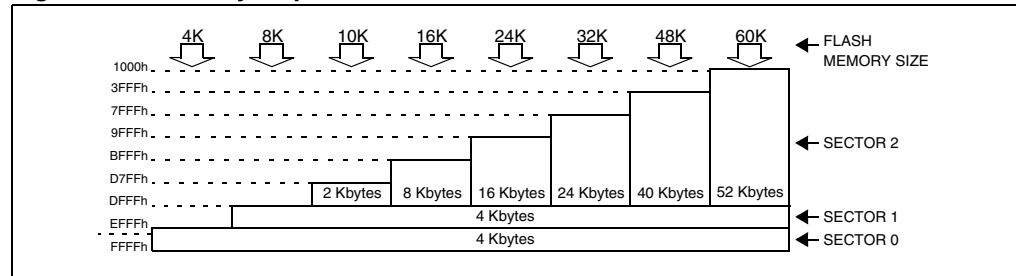 4K 8K 10K 16K 24K 32K 48K 60K
FLASH
MEMORY SIZE
1000h
3FFFh
7FFFh
9FFFh
BFFFh
D7FFh
DFFFh
EFFFh
FFFFh
SECTOR 2
2 Kbytes 8 Kbytes 16 Kbytes 24 Kbytes 40 Kbytes 52 Kbytes
4 Kbytes
SECTOR 1
4 Kbytes
SECTOR 0